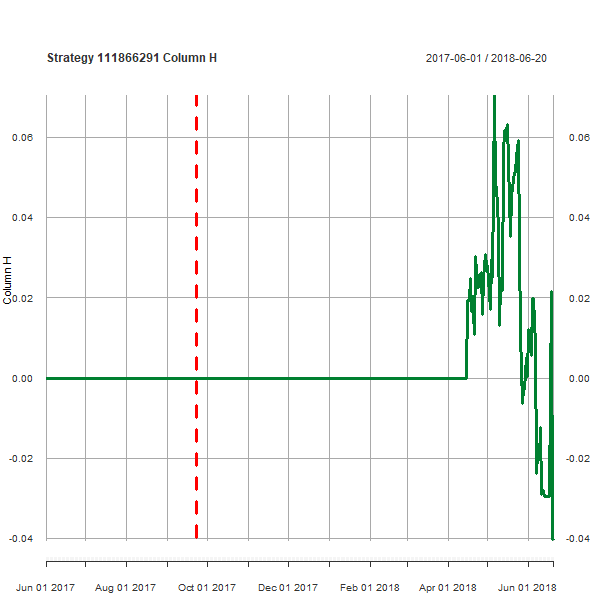 Strategy 111866291 Column H
2017-06-01 / 2018-06-20
0.06
0.06
0.04
0.04
Column H
0.02
0.02
0.00
0.00
-0.02
-0.02
-0.04
-0.04
Jun 01 2017
Aug 01 2017
Oct 01 2017
Dec 01 2017
Feb 01 2018
Apr 01 2018
Jun 01 2018